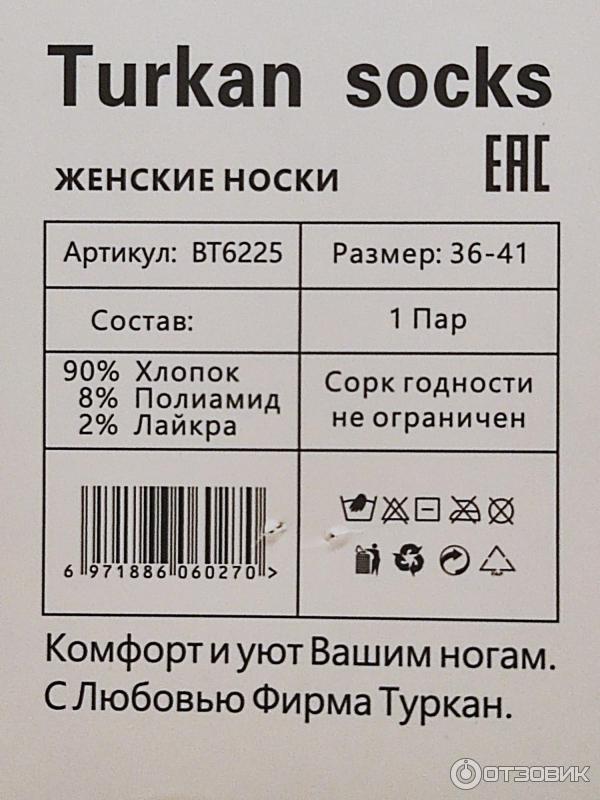 Turkan socks
ЖЕНСКИЕ НОСКИ
EAC
Артикул: BT6225
Размер: 36-41
Состав:
1 Пар
90% Хлопок
8% Полиамид
2% Лайкра
Сорк годности
не ограничен
6 971886 060270 >
Комфорт и уют Вашим ногам.
С Любовью Фирма Туркан.
ОТЗОВИК